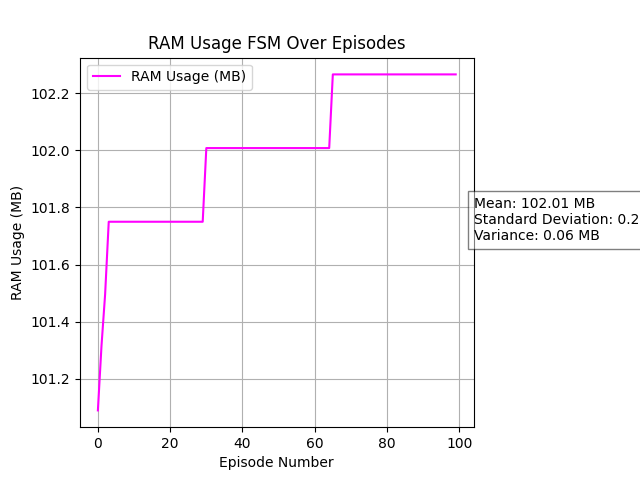 RAM Usage FSM Over Episodes
RAM Usage (MB)
102.2
102.0
101.8
101.6
101.4
101.2
RAM Usage (MB)
Mean: 102.01 MB
Standard Deviation: 0.2
Variance: 0.06 MB
0 20 40 60 80 100
Episode Number